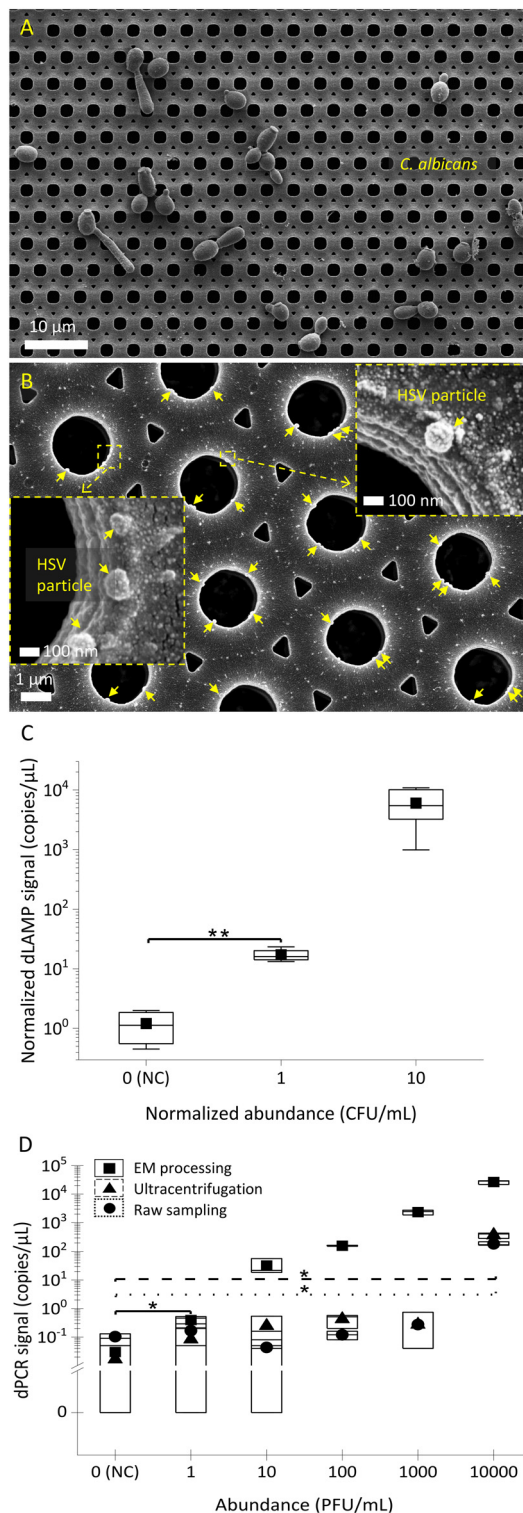 A
C. albicans
10 µm
B
HSV particle
100 nm
HSV
particle
100 nm
1 µm
C
Normalized dLAMP signal (copies/µL)
10⁴
10³
10²
10¹
10⁰
**
0 (NC)
1
10
Normalized abundance (CFU/mL)
D
dPCR signal (copies/µL)
10⁵
10⁴
10³
10²
10¹
10⁰
10⁻¹
0
EM processing
Ultracentrifugation
Raw sampling
*
*
*
0 (NC)
1
10
100
1000
10000
Abundance (PFU/mL)